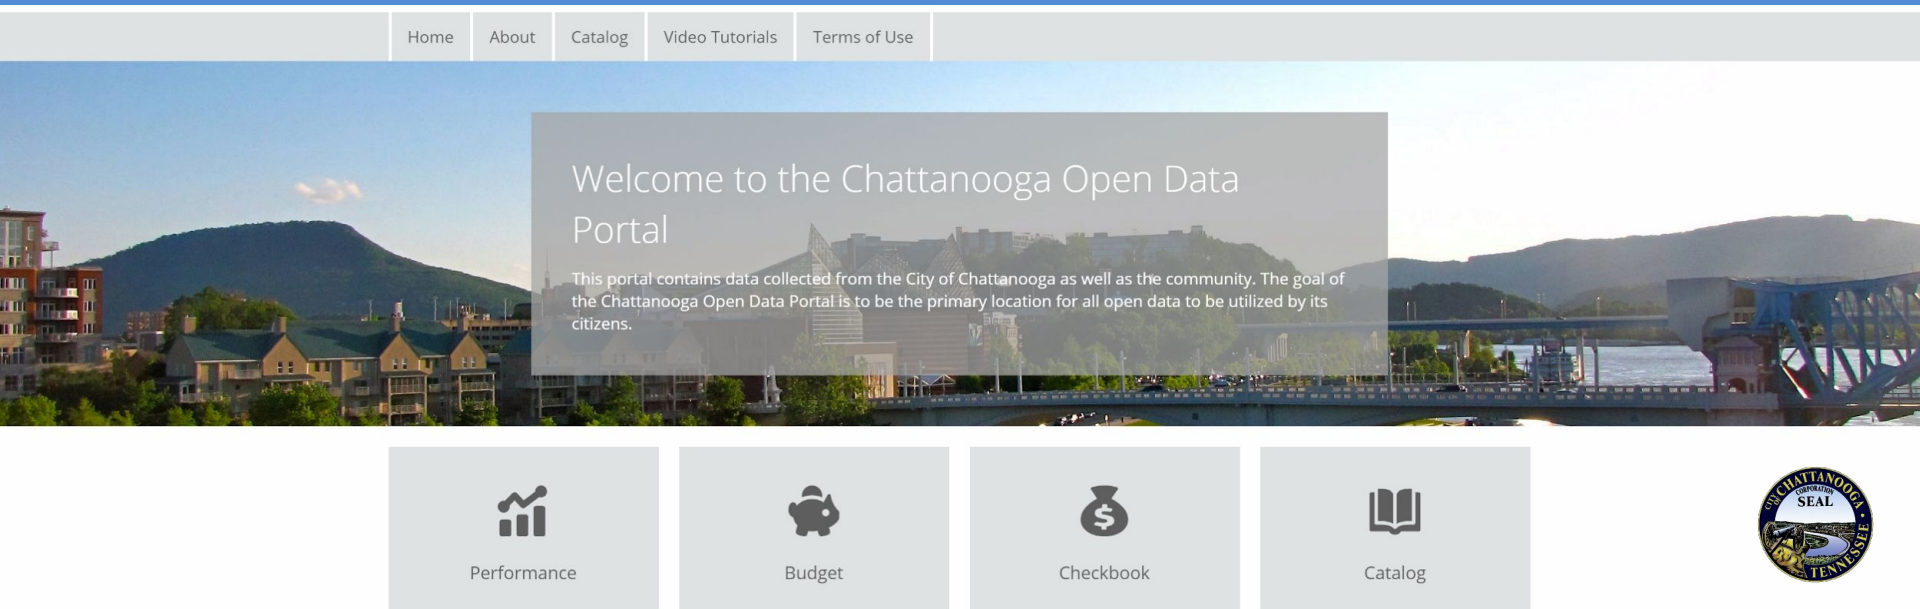 Home
About
Catalog
Video Tutorials
Terms of Use
Welcome to the Chattanooga Open Data
Portal
This portal contains data collected from the City of Chattanooga as well as the community. The goal of
the Chattanooga Open Data Portal is to be the primary location for all open data to be utilized by its
citizens.
Performance
Budget
Checkbook
Catalog
CITY OF CHATTANOOGA
CORPORATION
SEAL
TENNESSEE